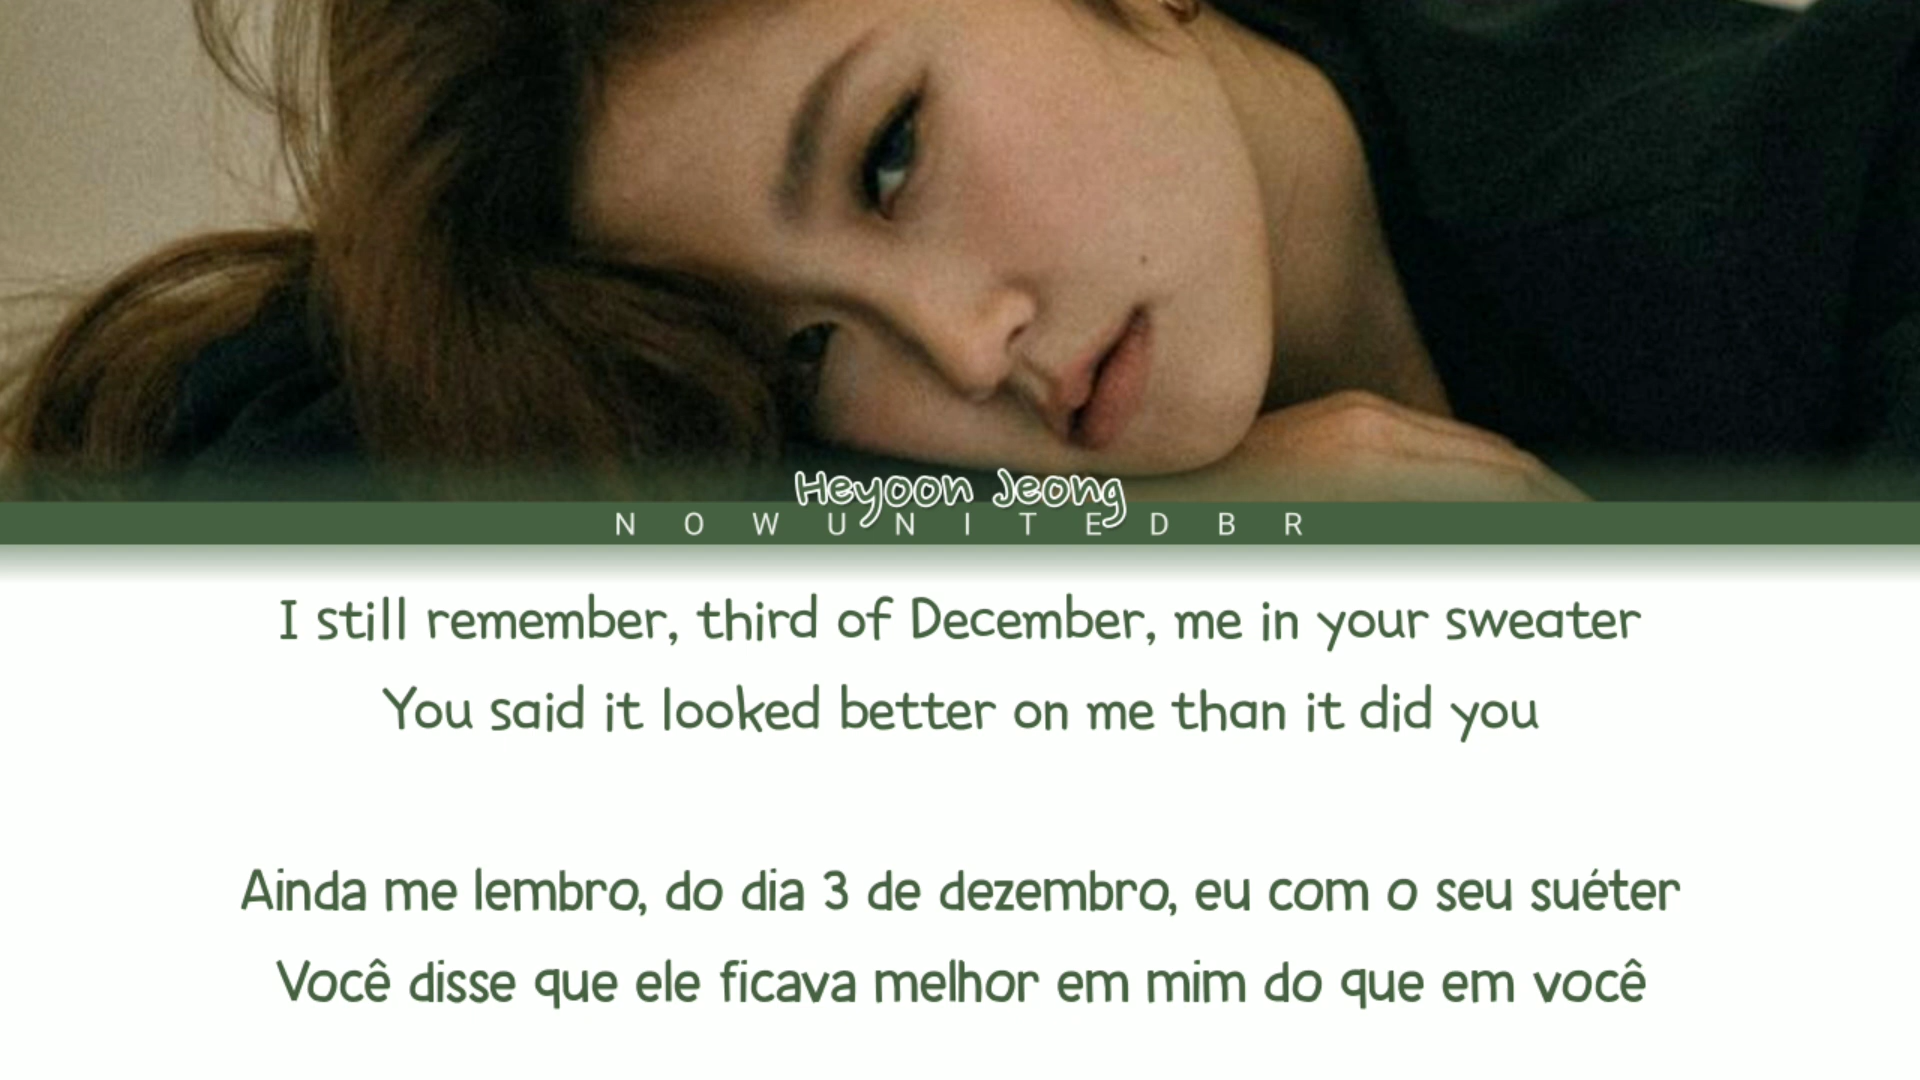 Heyoon Jeong
NOWUNITEDBR
I still remember, third of December, me in your sweater
You said it looked better on me than it did you
Ainda me lembro, do dia 3 de dezembro, eu com o seu suéter
Você disse que ele ficava melhor em mim do que em você